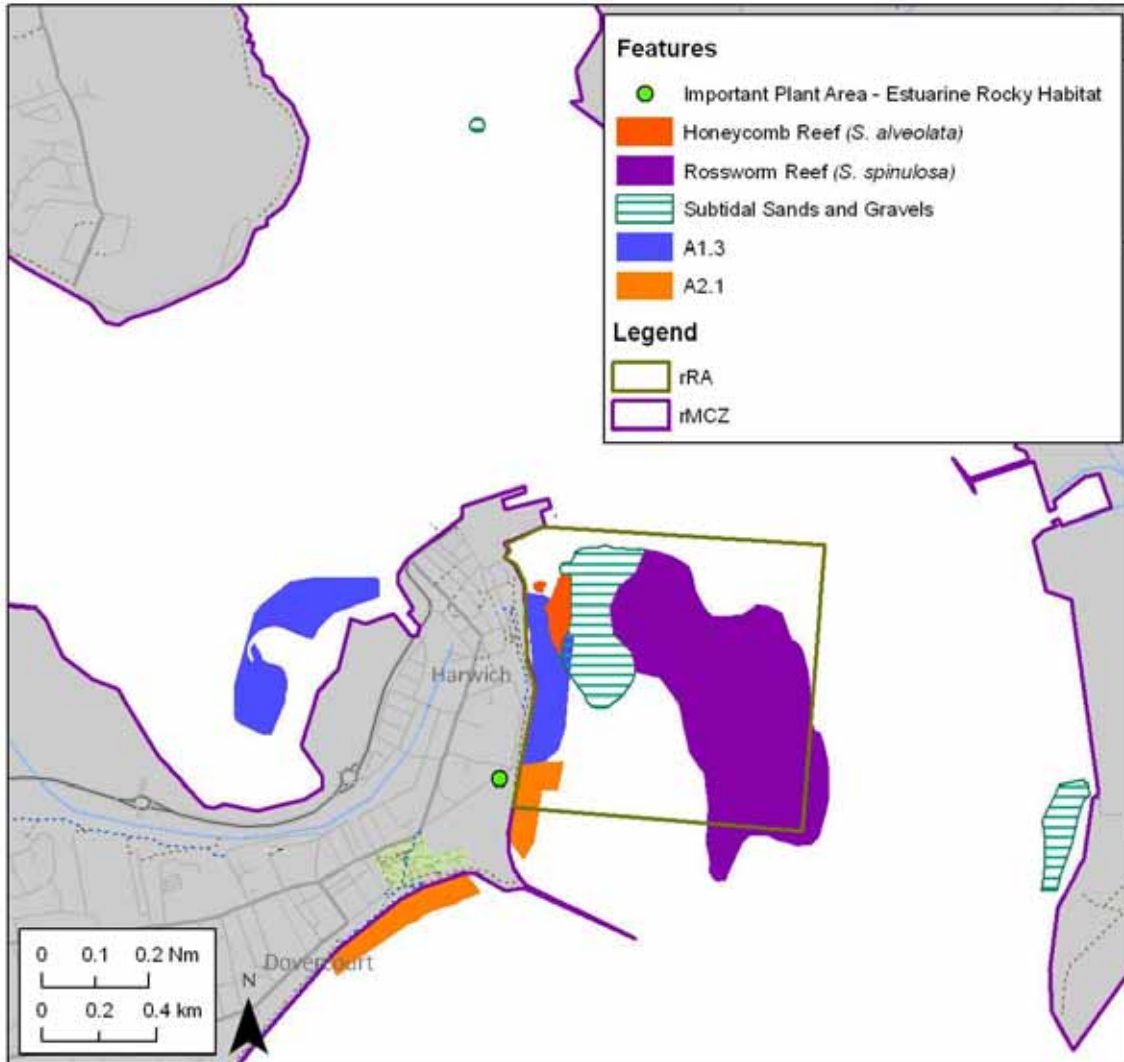 Features
Important Plant Area - Estuarine Rocky Habitat
Honeycomb Reef (S. alveolata)
Rossworm Reef (S. spinulosa)
Subtidal Sands and Gravels
A1.3
A2.1
Legend
rRA
rMCZ
Harwich
Dovercourt
0 0.1 0.2 Nm
0 0.2 0.4 km
N